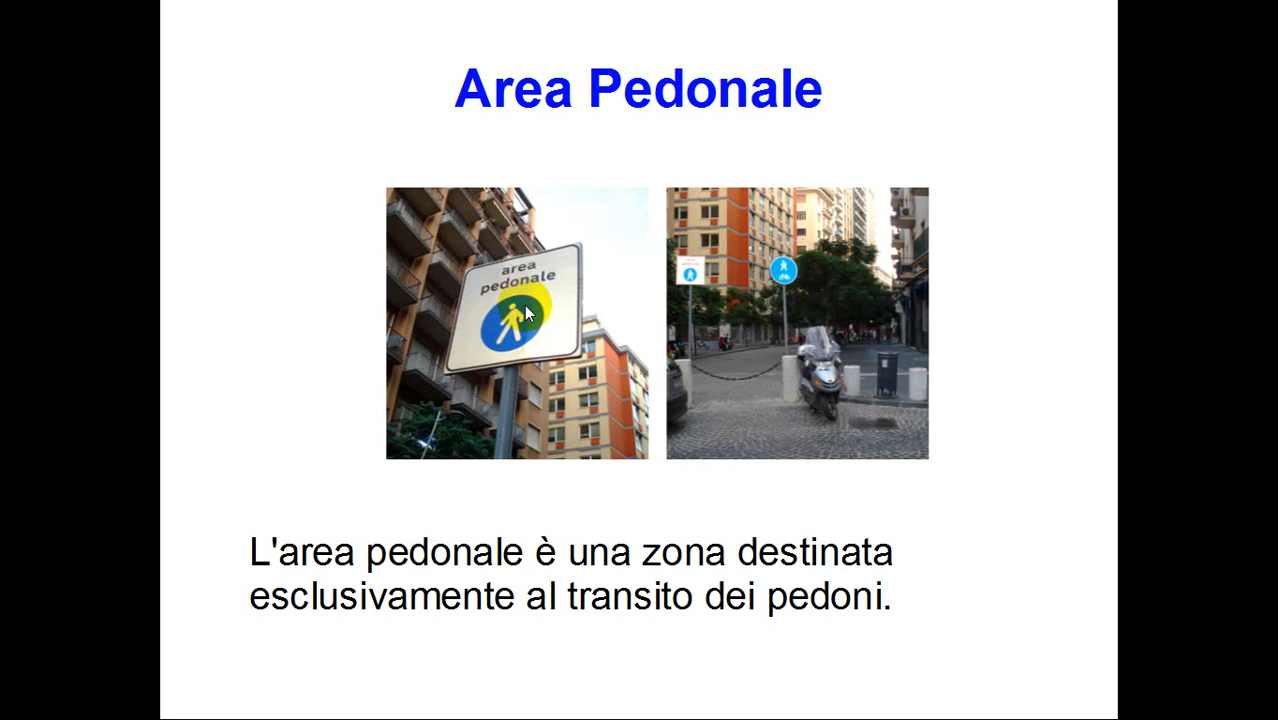 Area Pedonale
area
pedonale
L'area pedonale è una zona destinata
esclusivamente al transito dei pedoni.